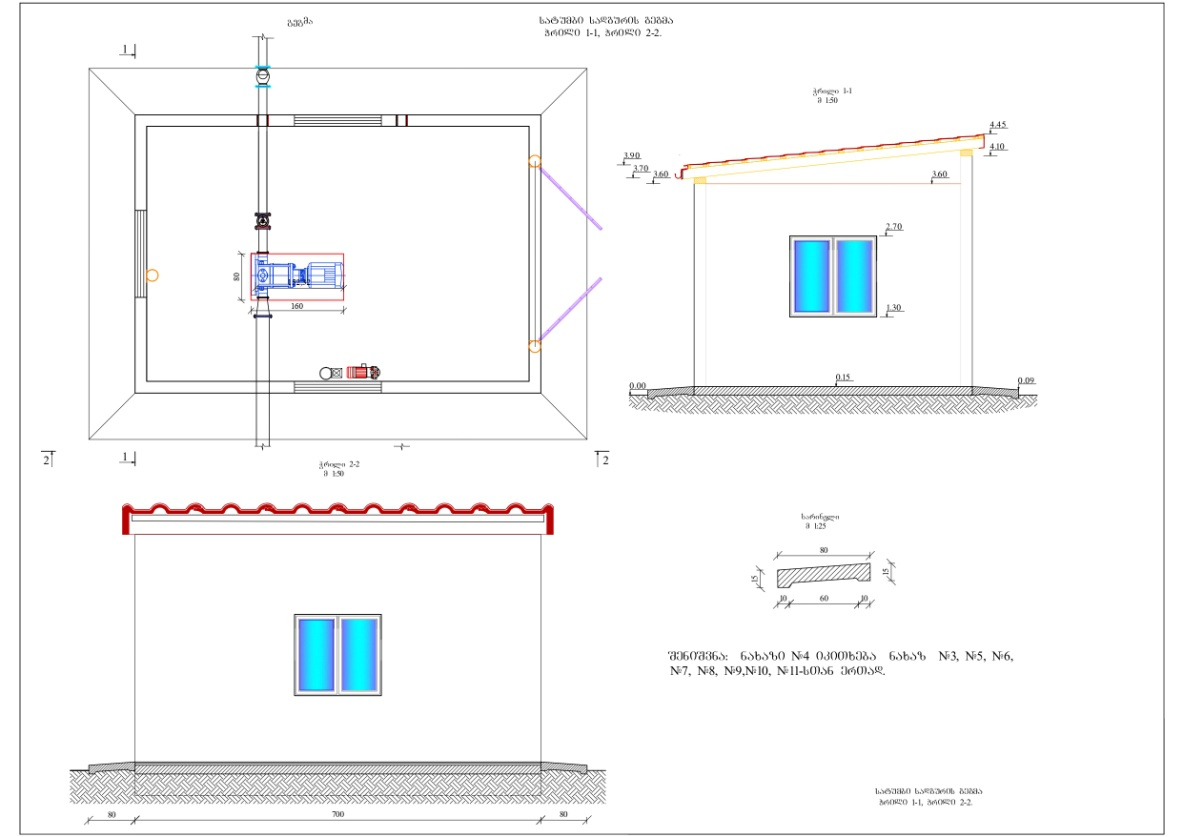 გეგმა
სატუმბი სადგურის გეგმა
ჭრილი 1-1, ჭრილი 2-2.
1
80
160
1
2
2
ჭრილი 1-1
მ 1:50
4.45
4.10
3.90
3.70
3.60
3.60
2.70
1.30
0.15
0.00
0.09
ჭრილი 2-2
მ 1:50
80
700
80
სარინელი
მ 1:25
80
15
15
10
60
10
შენიშვნა: ნახაზი №4 იკითხება ნახაზ №3, №5, №6,
№7, №8, №9,№10, №11-სთან ერთად.
სატუმბი სადგურის გეგმა
ჭრილი 1-1, ჭრილი 2-2.